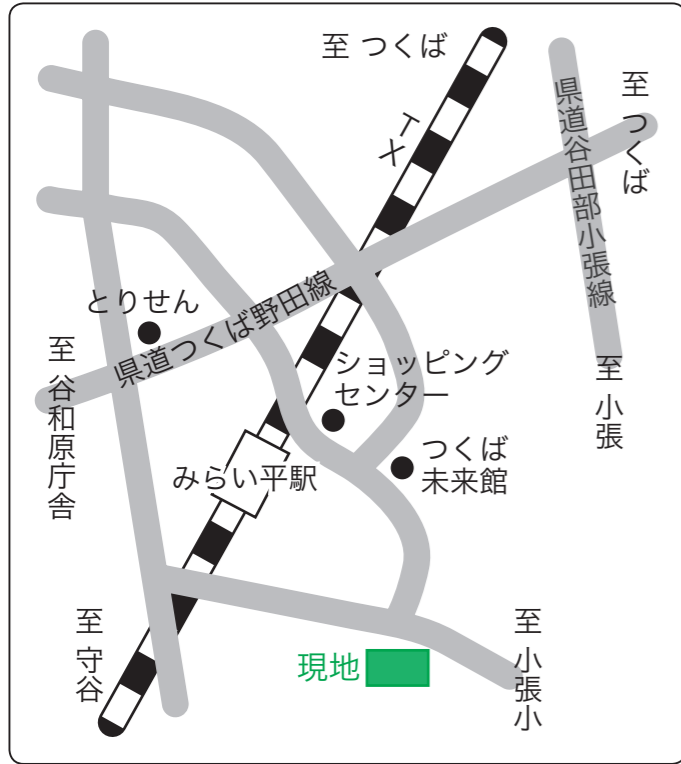 至 つくば
TX
県道谷田部小張線
至 つくば
とりせん
県道つくば野田線
至 谷和原庁舎
ショッピング
センター
至 小張
つくば
未来館
みらい平駅
至 守谷
現地
至 小張小